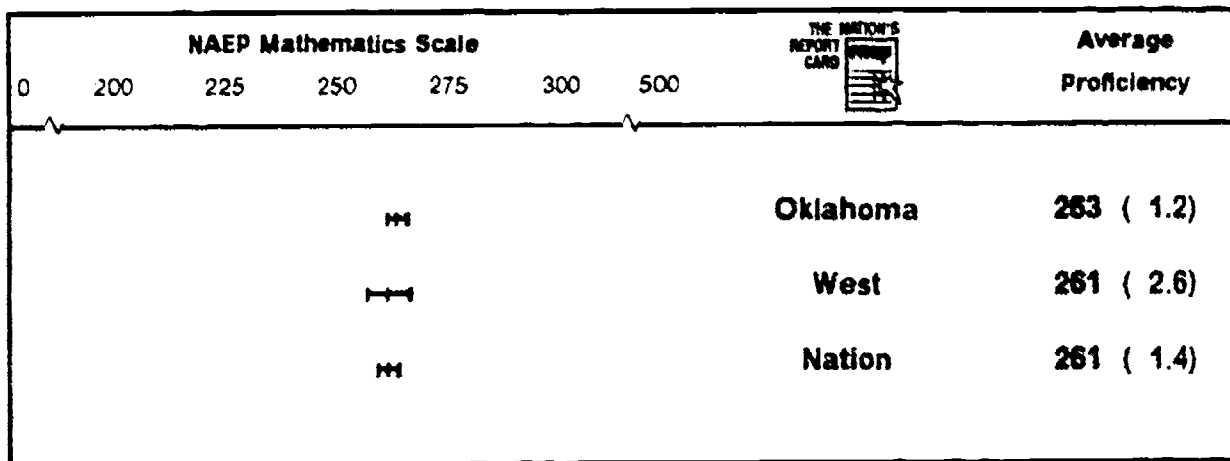 NAEP Mathematics Scale
0 200 225 250 275 300 500
THE NATION'S
REPORT
CARD
Average
Proficiency
Oklahoma 263 ( 1.2)
West 261 ( 2.6)
Nation 261 ( 1.4)